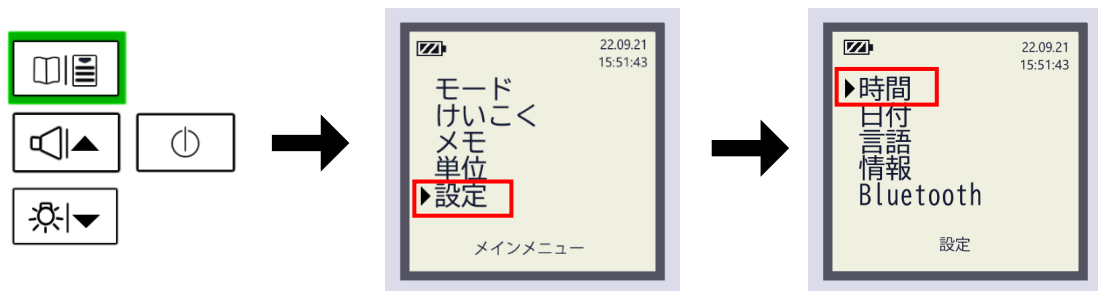 22.09.21
15:51:43
モード
けいこく
メモ
単位
設定
メインメニュー
22.09.21
15:51:43
時間
日付
言語
情報
Bluetooth
設定